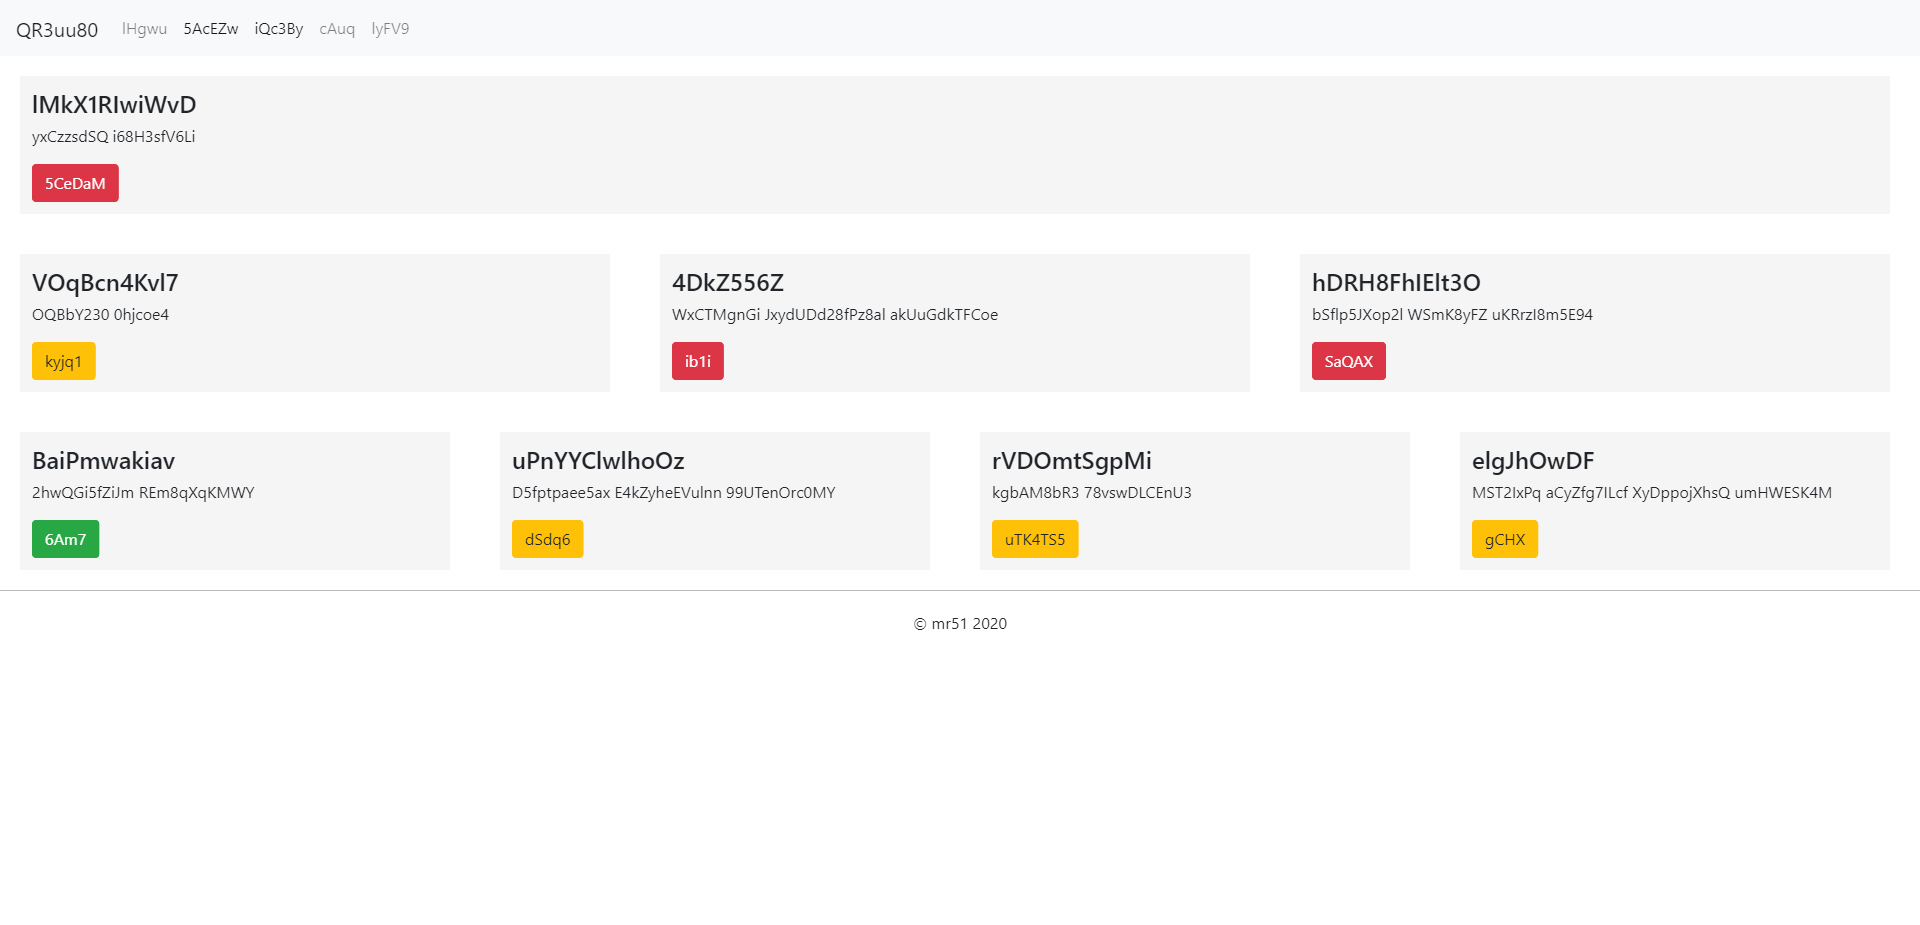 QR3uu80 lHgwu 5AcEZw iQc3By cAuq lyFV9
lMkX1RIwiWvD
yxCzzsdSQ i68H3sfV6Li
5CeDaM
VOqBcn4Kvl7 4DkZ556Z hDRH8FhIElt3O
OQBbY230 0hjcoe4 WxCTMgnGi JxydUDd28fPz8al akUuGdkTFCoe bSflp5JXop2l WSmK8yFZ uKRrzI8m5E94
kyjq1 ib1i SaQAX
BaiPmwakiav uPnYYClwlhoOz rVDOmtSgpMi elgJhOwDF
2hwQGi5fZiJm REm8qXqKMWY D5fptpaee5ax E4kZyheEVulnn 99UTenOrc0MY kgbAM8bR3 78vswDLCEnU3 MST2IxPq aCyZfg7ILcf XyDppojXhsQ umHWESK4M
6Am7 dSdq6 uTK4TS5 gCHX
© mr51 2020